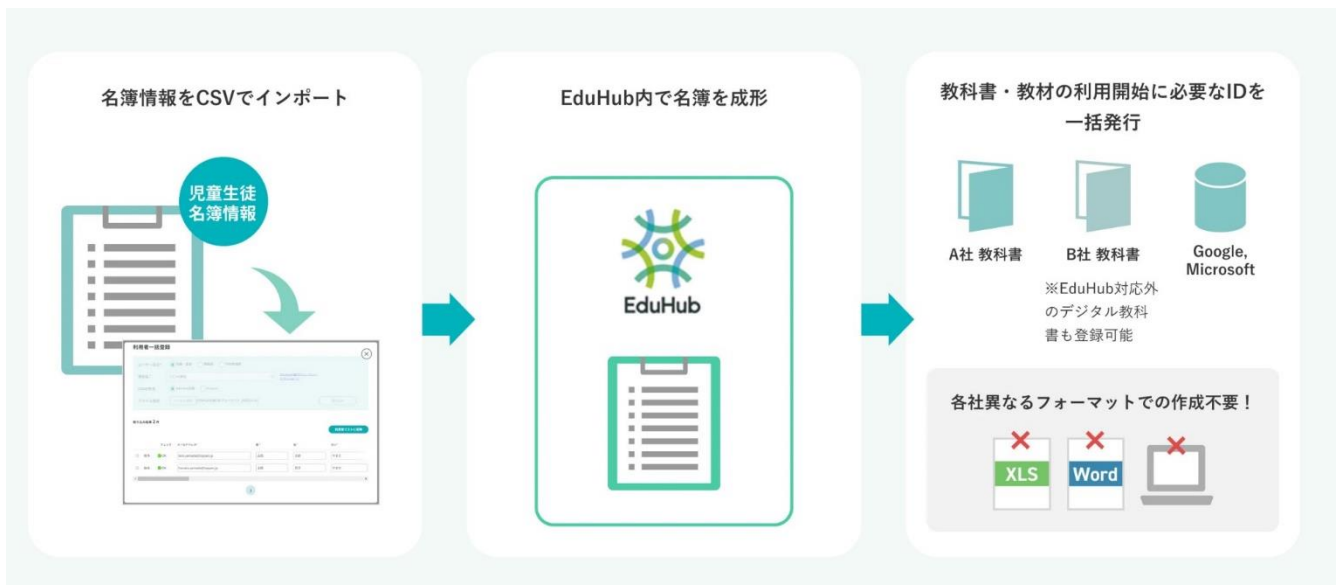 名簿情報をCSVでインポート
児童生徒
名簿情報
利用者一括登録
EduHub内で名簿を成形
EduHub
教科書・教材の利用開始に必要なIDを
一括発行
A社 教科書
B社 教科書
Google,
Microsoft
※EduHub対応外
のデジタル教科
書も登録可能
各社異なるフォーマットでの作成不要！
XLS
Word